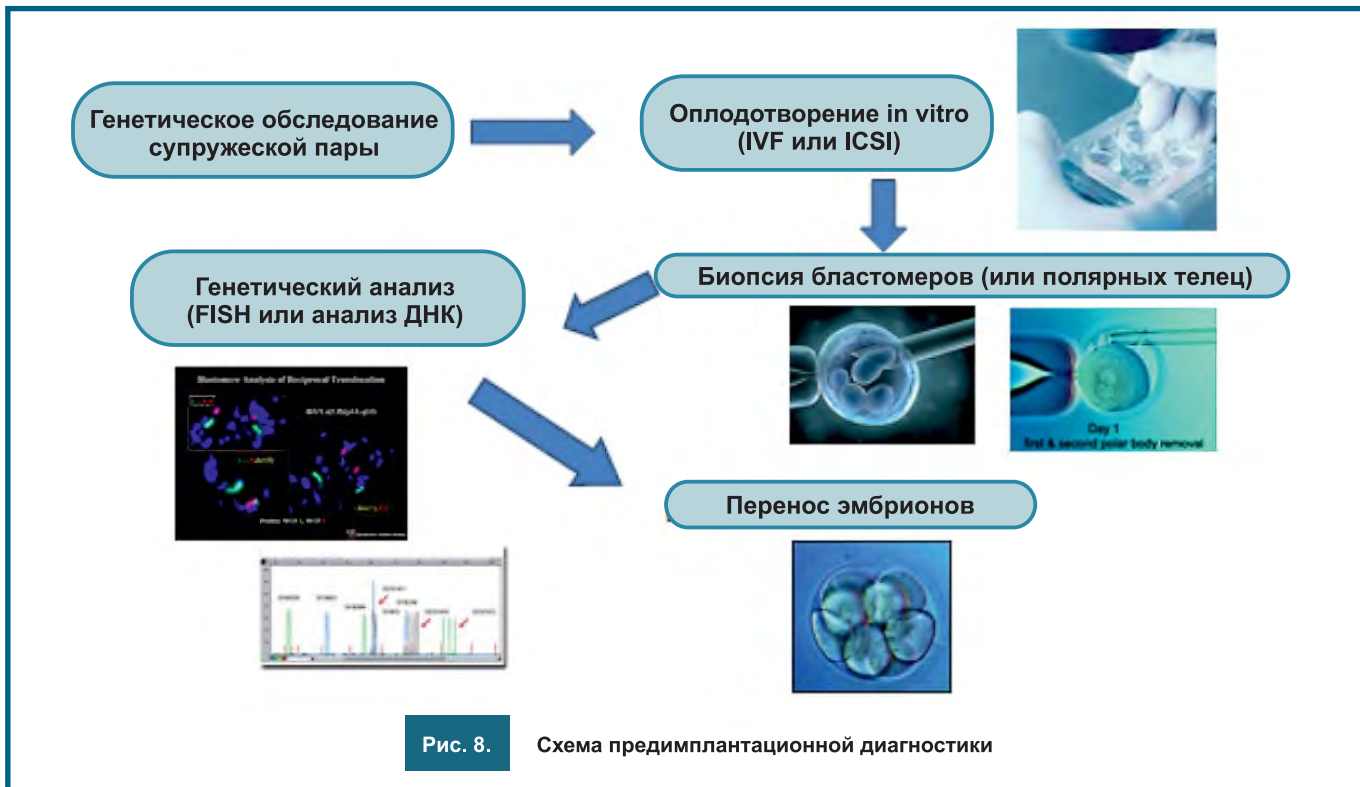 Генетическое обследование
супружеской пары
Оплодотворение in vitro
(IVF или ICSI)
Биопсия бластомеров (или полярных телец)
Генетический анализ
(FISH или анализ ДНК)
Day 1
first & second polar body removal
Blastomere Analysis of Reciprocal Translocation
Перенос эмбрионов
Рис. 8.
Схема предимплантационной диагностики